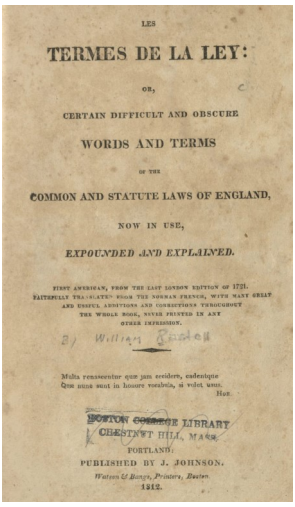 LES
TERMES DE LA LEY:
OR,
CERTAIN DIFFICULT AND OBSCURE
WORDS AND TERMS
OF THE
COMMON AND STATUTE LAWS OF ENGLAND,
NOW IN USE,
EXPOUNDED AND EXPLAINED.
FIRST AMERICAN, FROM THE LAST LONDON EDITION OF 1721.
FAITHFULLY TRANSLATED FROM THE NORMAN FRENCH, WITH MANY GREAT
AND USEFUL ADDITIONS AND CORRECTIONS THROUGHOUT
THE WHOLE BOOK, NEVER PRINTED IN ANY
OTHER IMPRESSION.
By William Rastell
Multa renascentur quæ jam cecidere, cadentque
Quæ nunc sunt in honore vocabula, si volet usus.
Hor.
BOSTON COLLEGE LIBRARY
CHESTNUT HILL, MASS.
PORTLAND:
PUBLISHED BY J. JOHNSON.
Watson & Bangs, Printers, Boston.
1812.